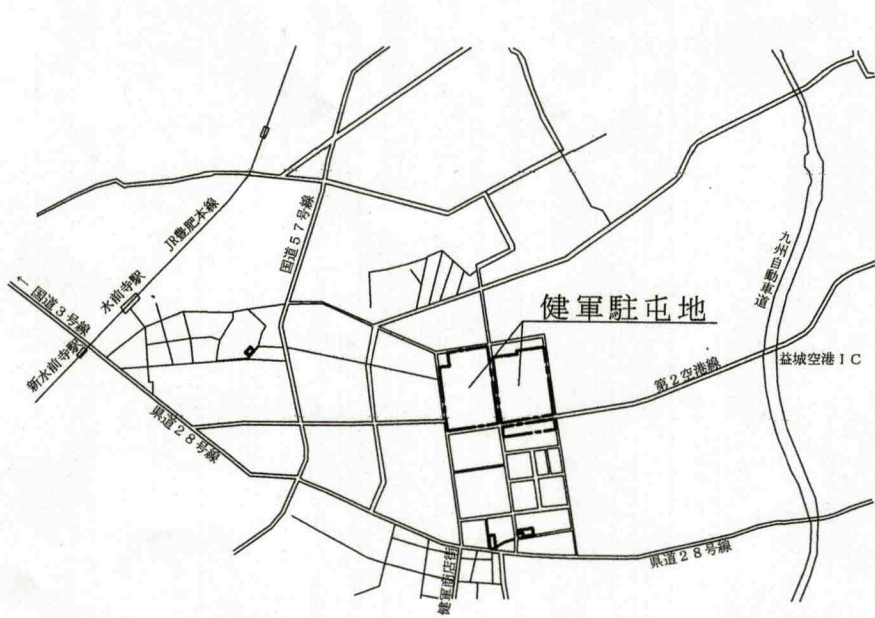 JR豊肥本線
国道57号線
水前寺駅
← 国道3号線
新水前寺駅
県道28号線
健軍駐屯地
九州自動車道
第2空港線
益城空港IC
県道28号線
健軍商店街